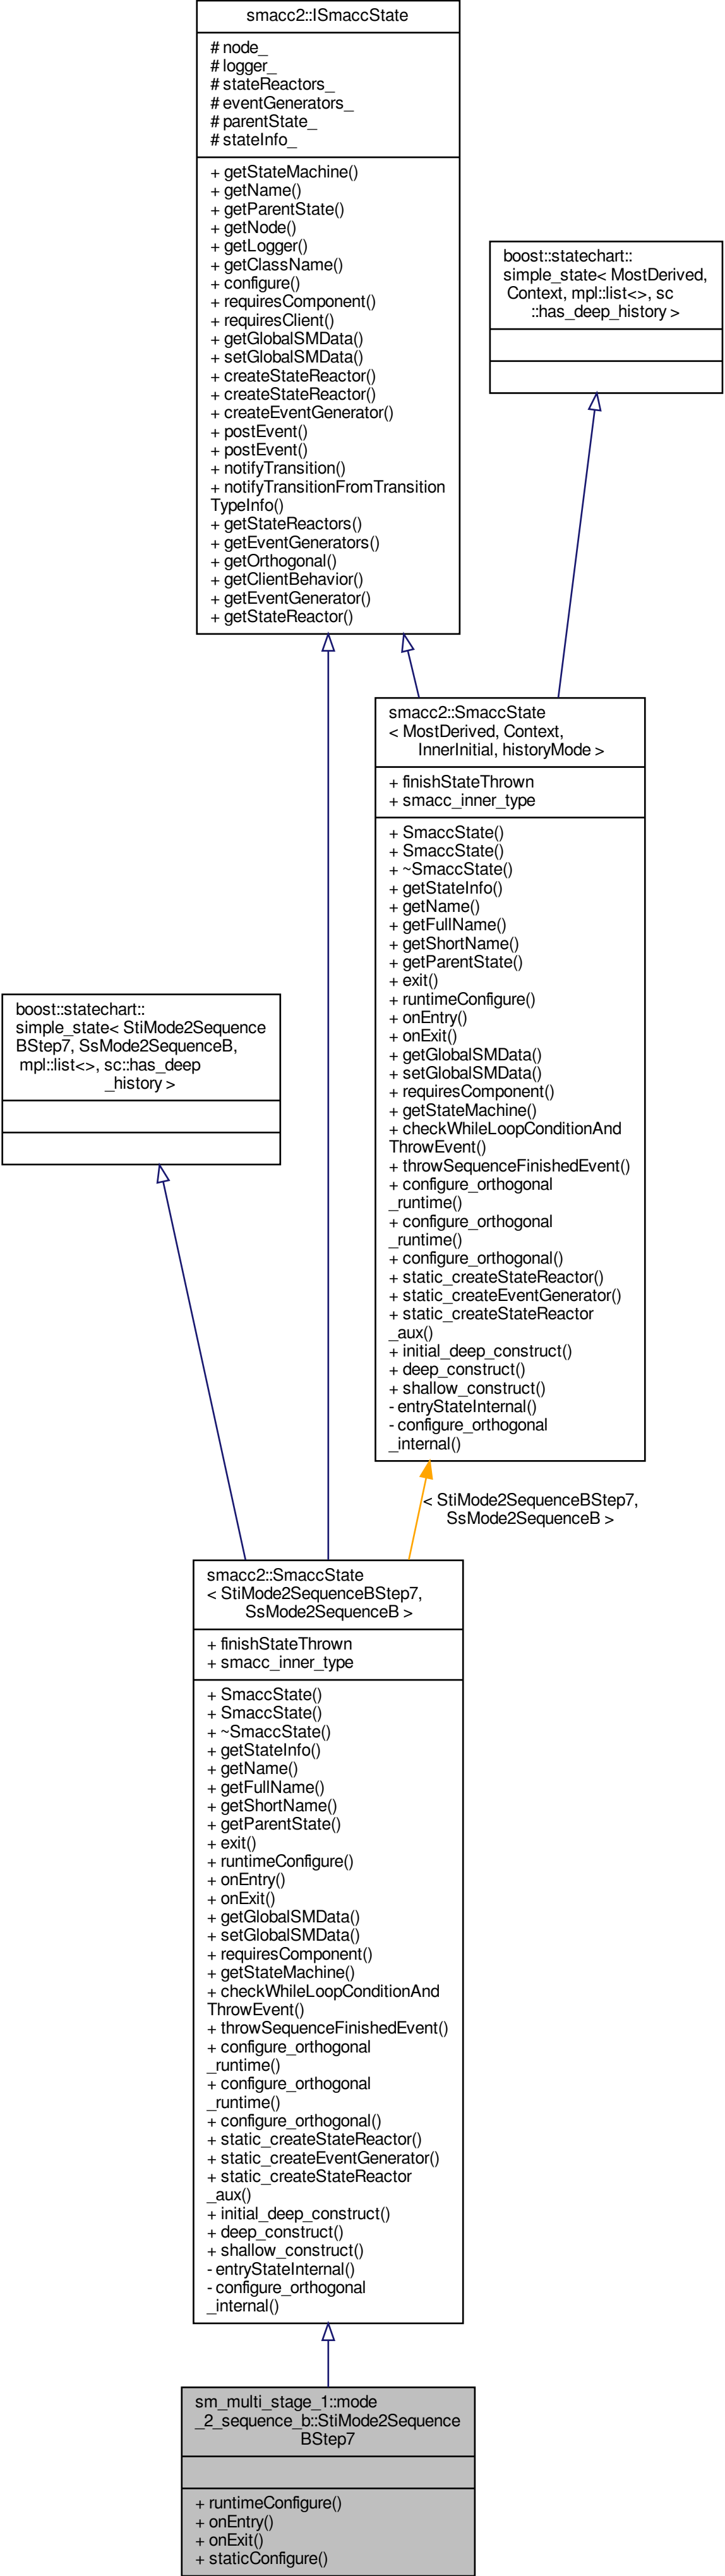 smacc2::ISmaccState
# node_
# logger_
# stateReactors_
# eventGenerators_
# parentState_
# stateInfo_
+ getStateMachine()
+ getName()
+ getParentState()
+ getNode()
+ getLogger()
+ getClassName()
+ configure()
+ requiresComponent()
+ requiresClient()
+ getGlobalSMData()
+ setGlobalSMData()
+ createStateReactor()
+ createStateReactor()
+ createEventGenerator()
+ postEvent()
+ postEvent()
+ notifyTransition()
+ notifyTransitionFromTransition
TypeInfo()
+ getStateReactors()
+ getEventGenerators()
+ getOrthogonal()
+ getClientBehavior()
+ getEventGenerator()
+ getStateReactor()
boost::statechart::
simple_state< MostDerived,
Context, mpl::list<>, sc
::has_deep_history >
smacc2::SmaccState
< MostDerived, Context,
InnerInitial, historyMode >
+ finishStateThrown
+ smacc_inner_type
+ SmaccState()
+ SmaccState()
+ ~SmaccState()
+ getStateInfo()
+ getName()
+ getFullName()
+ getShortName()
+ getParentState()
+ exit()
+ runtimeConfigure()
+ onEntry()
+ onExit()
+ getGlobalSMData()
+ setGlobalSMData()
+ requiresComponent()
+ getStateMachine()
+ checkWhileLoopConditionAnd
ThrowEvent()
+ throwSequenceFinishedEvent()
+ configure_orthogonal
_runtime()
+ configure_orthogonal
_runtime()
+ configure_orthogonal()
+ static_createStateReactor()
+ static_createEventGenerator()
+ static_createStateReactor
_aux()
+ initial_deep_construct()
+ deep_construct()
+ shallow_construct()
- entryStateInternal()
- configure_orthogonal
_internal()
boost::statechart::
simple_state< StiMode2Sequence
BStep7, SsMode2SequenceB,
mpl::list<>, sc::has_deep
_history >
< StiMode2SequenceBStep7,
SsMode2SequenceB >
smacc2::SmaccState
< StiMode2SequenceBStep7,
SsMode2SequenceB >
+ finishStateThrown
+ smacc_inner_type
+ SmaccState()
+ SmaccState()
+ ~SmaccState()
+ getStateInfo()
+ getName()
+ getFullName()
+ getShortName()
+ getParentState()
+ exit()
+ runtimeConfigure()
+ onEntry()
+ onExit()
+ getGlobalSMData()
+ setGlobalSMData()
+ requiresComponent()
+ getStateMachine()
+ checkWhileLoopConditionAnd
ThrowEvent()
+ throwSequenceFinishedEvent()
+ configure_orthogonal
_runtime()
+ configure_orthogonal
_runtime()
+ configure_orthogonal()
+ static_createStateReactor()
+ static_createEventGenerator()
+ static_createStateReactor
_aux()
+ initial_deep_construct()
+ deep_construct()
+ shallow_construct()
- entryStateInternal()
- configure_orthogonal
_internal()
sm_multi_stage_1::mode
_2_sequence_b::StiMode2Sequence
BStep7
+ runtimeConfigure()
+ onEntry()
+ onExit()
+ staticConfigure()